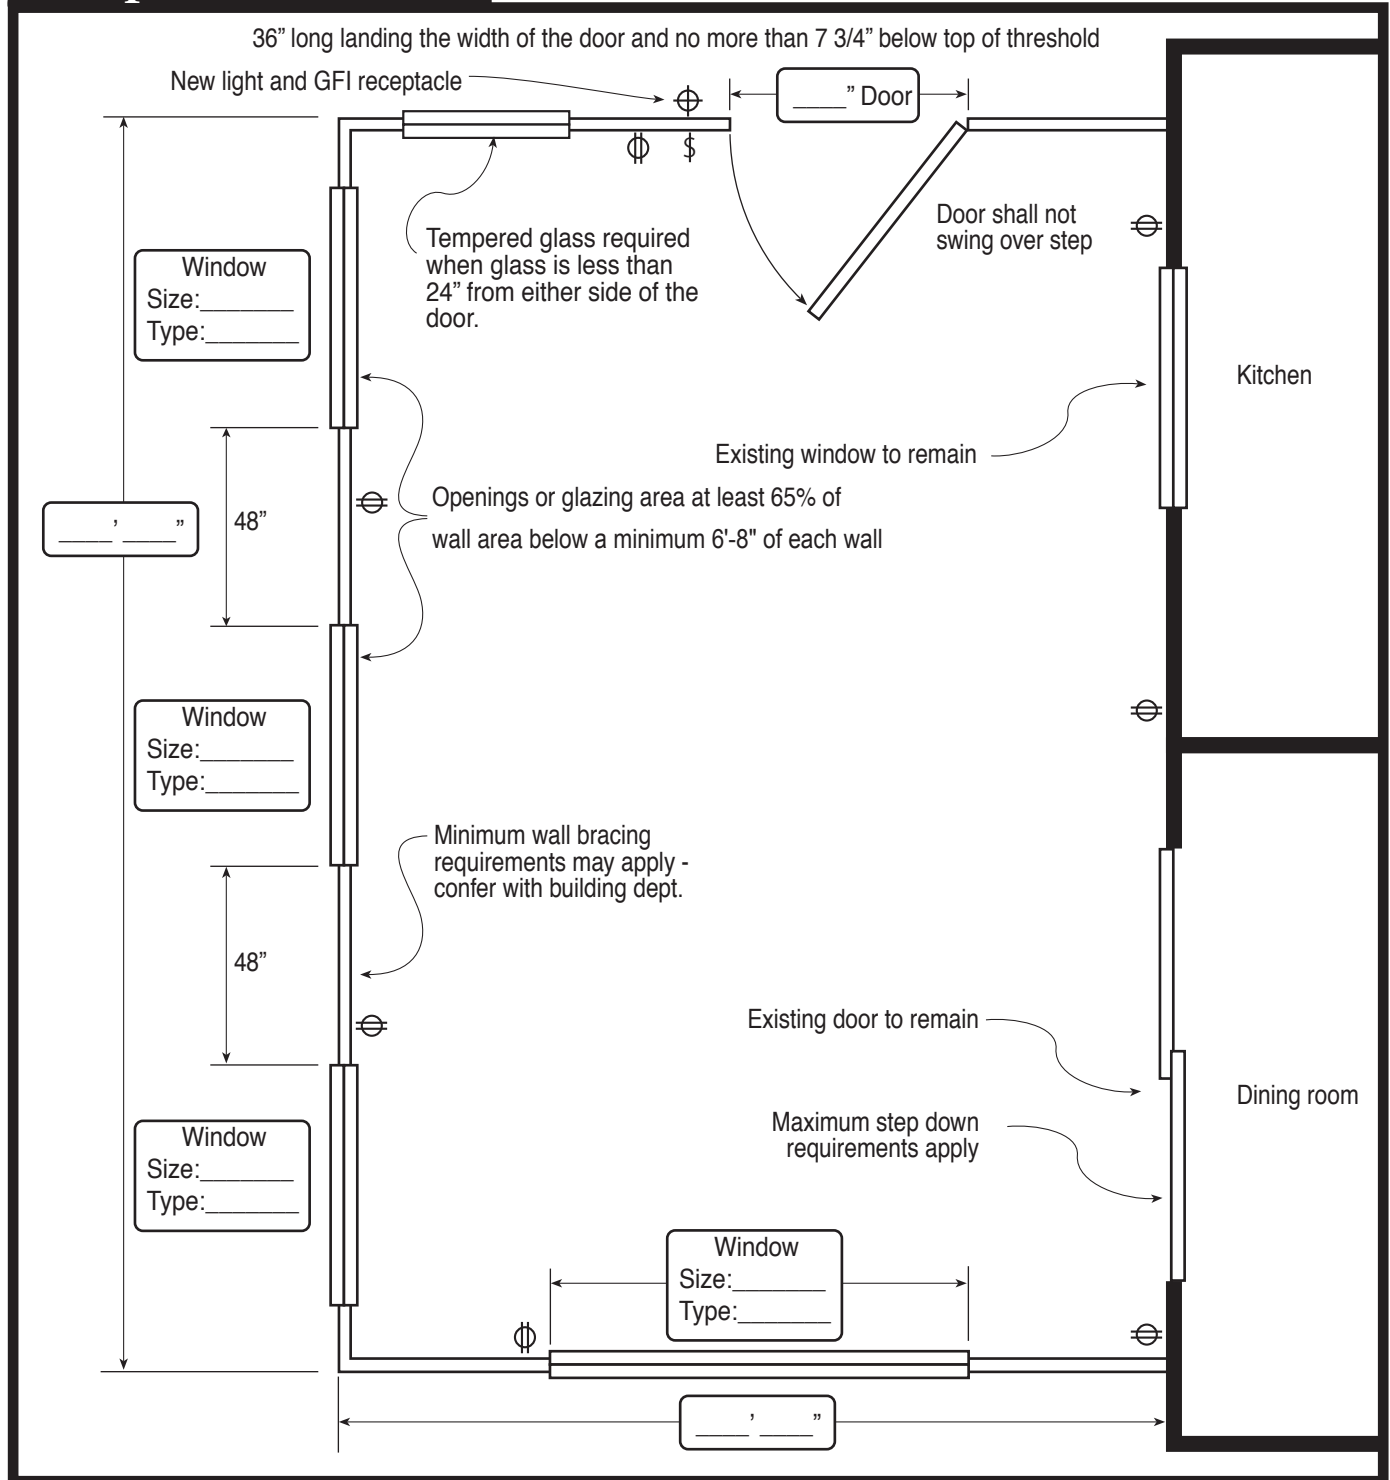 36” long landing the width of the door and no more than 7 3/4” below top of threshold
New light and GFI receptacle
____” Door
$
Door shall not
swing over step
Tempered glass required
when glass is less than
24” from either side of the
door.
Window
Size:_______
Type:_______
Kitchen
Existing window to remain
Openings or glazing area at least 65% of
wall area below a minimum 6'-8" of each wall
48”
____’ ____”
Window
Size:_______
Type:_______
Minimum wall bracing
requirements may apply -
confer with building dept.
48”
Existing door to remain
Dining room
Maximum step down
requirements apply
Window
Size:_______
Type:_______
Window
Size:_______
Type:_______
____’ ____”